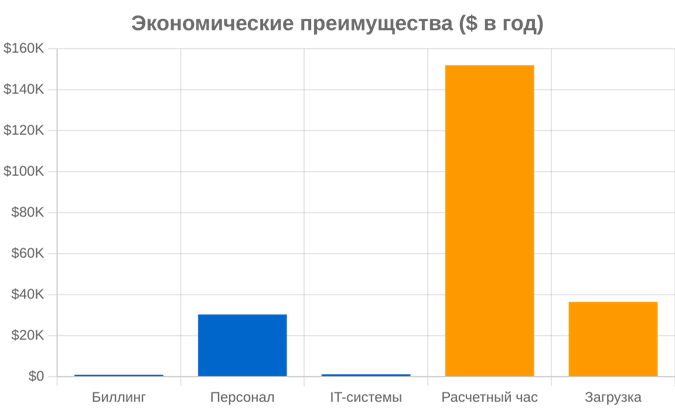 Экономические преимущества ($ в год)
$160K
$140K
$120K
$100K
$80K
$60K
$40K
$20K
$0
Биллинг Персонал IT-системы Расчетный час Загрузка